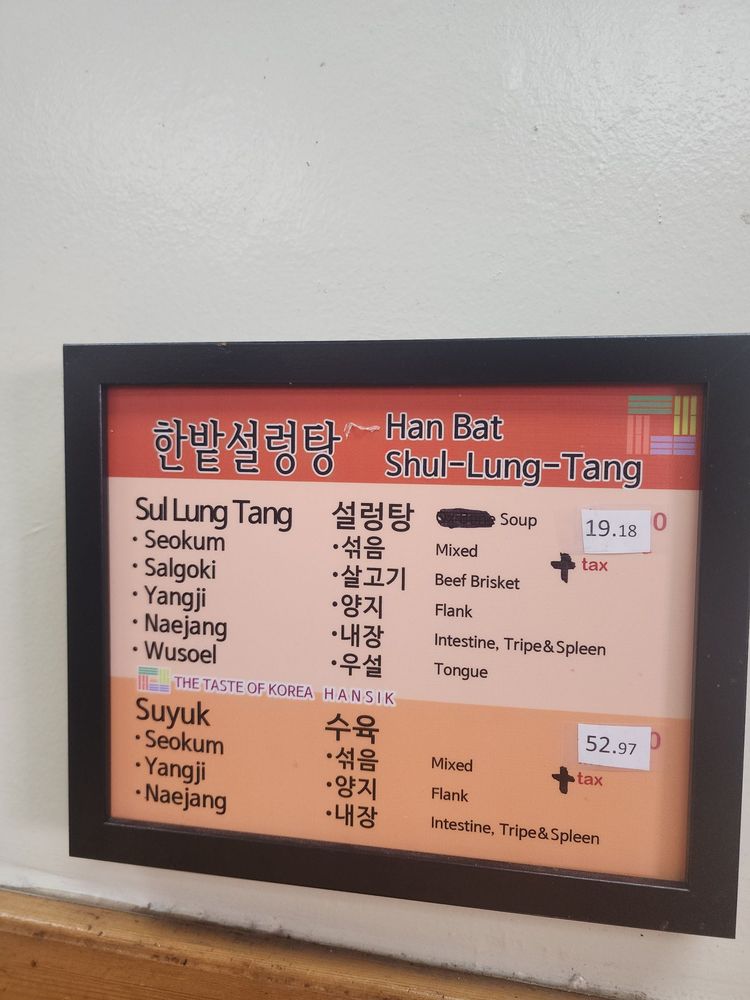 한밭설렁탕 Han Bat
Shul-Lung-Tang
Sul Lung Tang 설렁탕 Soup 19.18 0
· Seokum ·섞음 Mixed + tax
· Salgoki ·살고기 Beef Brisket
· Yangji ·양지 Flank
· Naejang ·내장 Intestine, Tripe&Spleen
· Wusoel ·우설 Tongue
THE TASTE OF KOREA HANSIK
Suyuk 수육 52.97 0
· Seokum ·섞음 Mixed + tax
· Yangji ·양지 Flank
· Naejang ·내장 Intestine, Tripe&Spleen